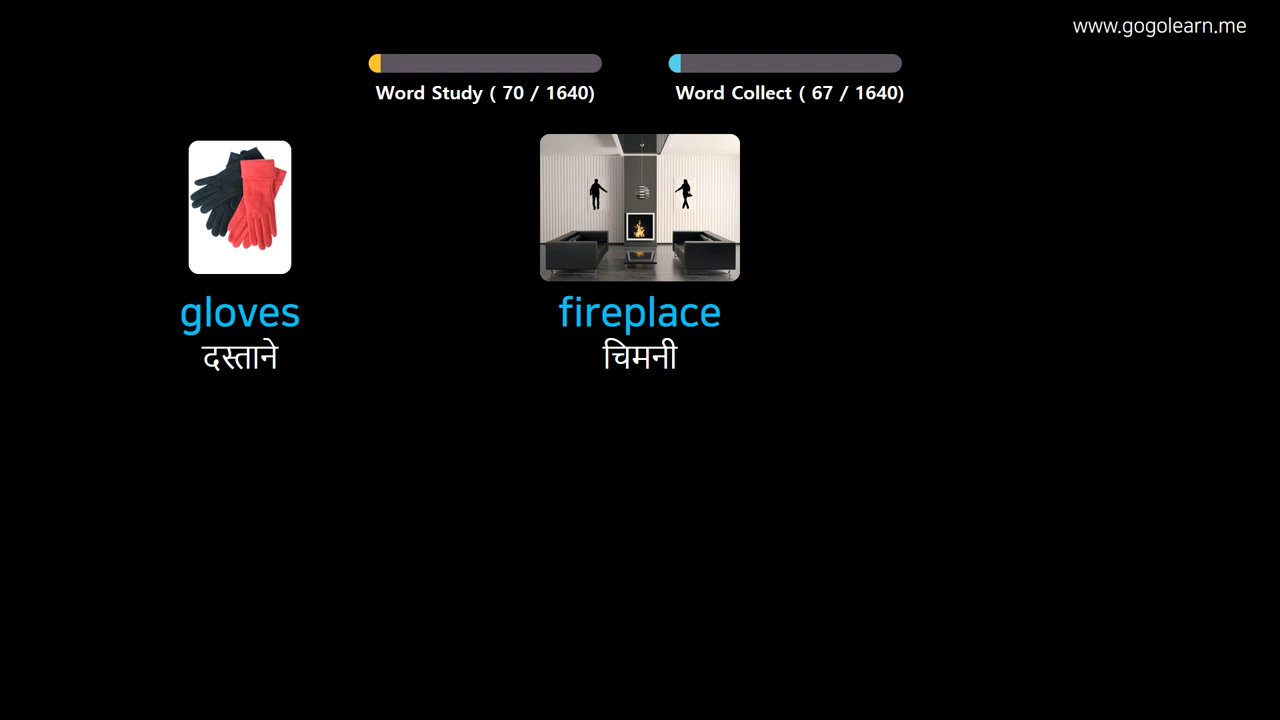 www.gogolearn.me
Word Study ( 70 / 1640)
Word Collect ( 67 / 1640)
gloves
दस्ताने
fireplace
चिमनी